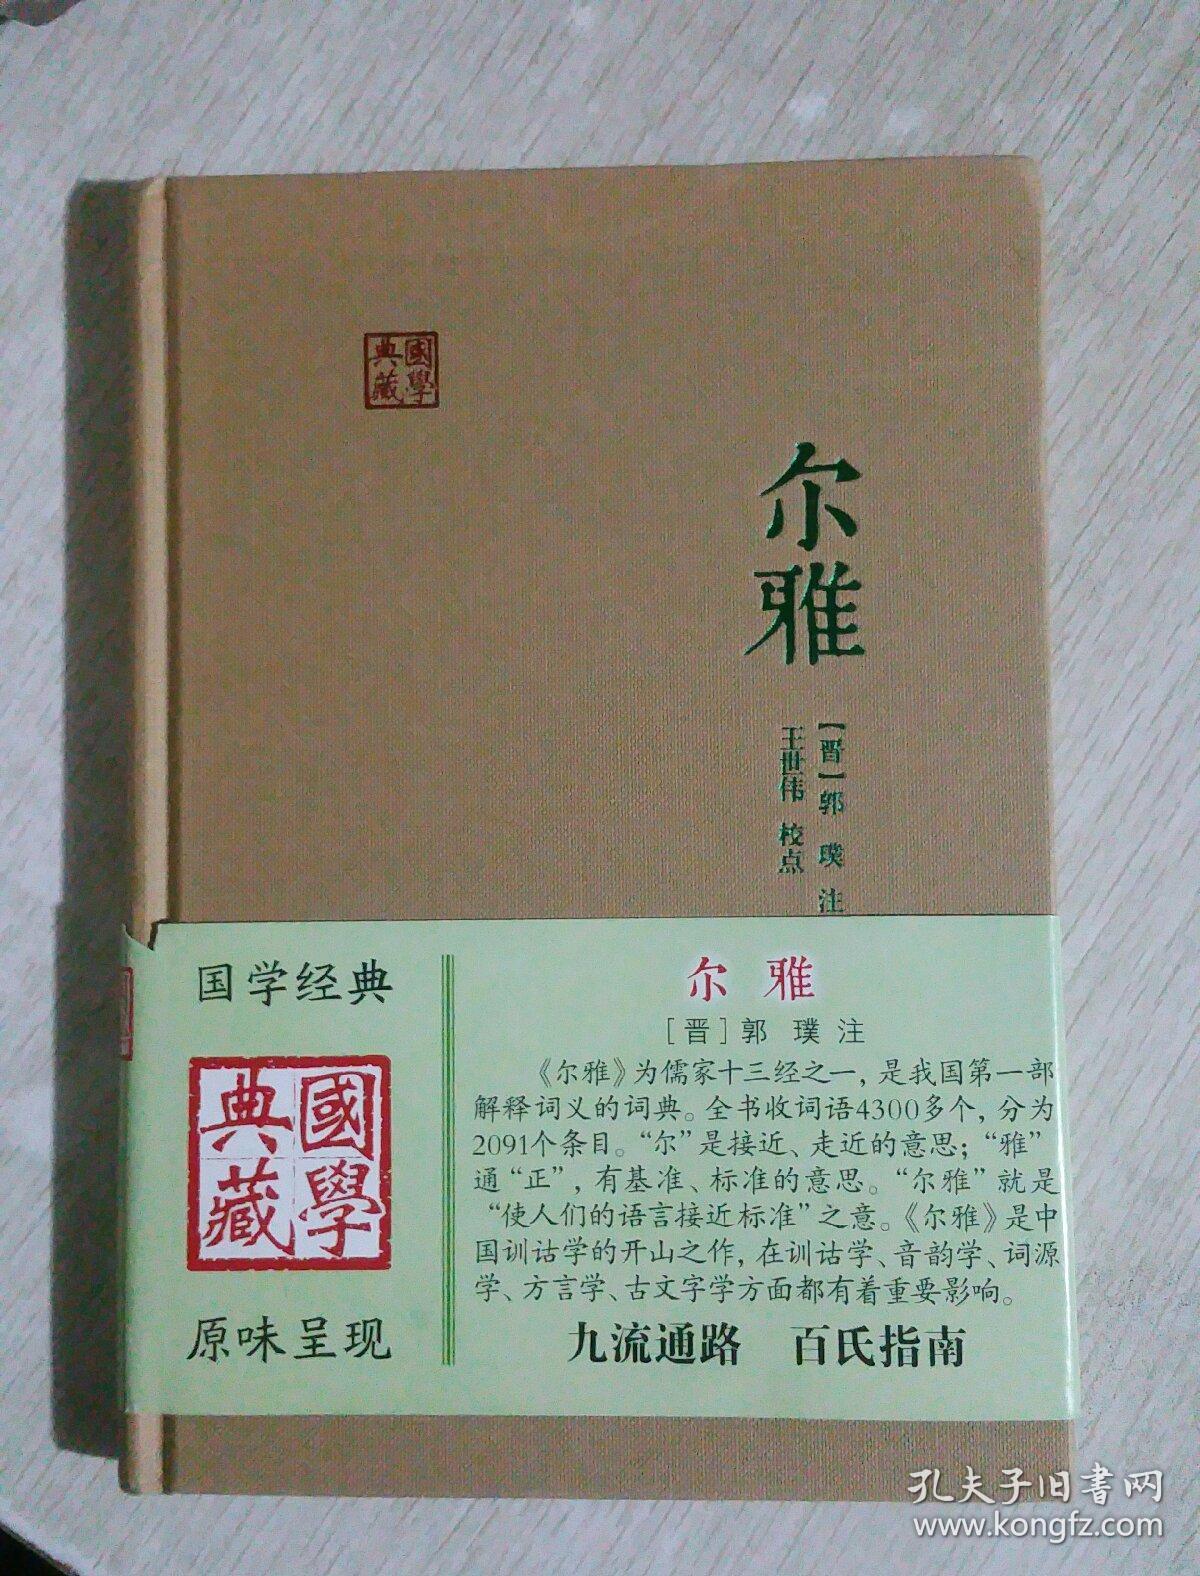 國學
典藏
尔雅
［晋］郭 璞 注
王世伟 校点
国学经典
國學
典藏
原味呈现
尔 雅
［晋］郭 璞 注
《尔雅》为儒家十三经之一，是我国第一部
解释词义的词典。全书收词语4300多个，分为
2091个条目。“尔”是接近、走近的意思；“雅”
通“正”，有基准、标准的意思。“尔雅”就是
“使人们的语言接近标准”之意。《尔雅》是中
国训诂学的开山之作，在训诂学、音韵学、词源
学、方言学、古文字学方面都有着重要影响。
九流通路 百氏指南
孔夫子旧书网
www.kongfz.com